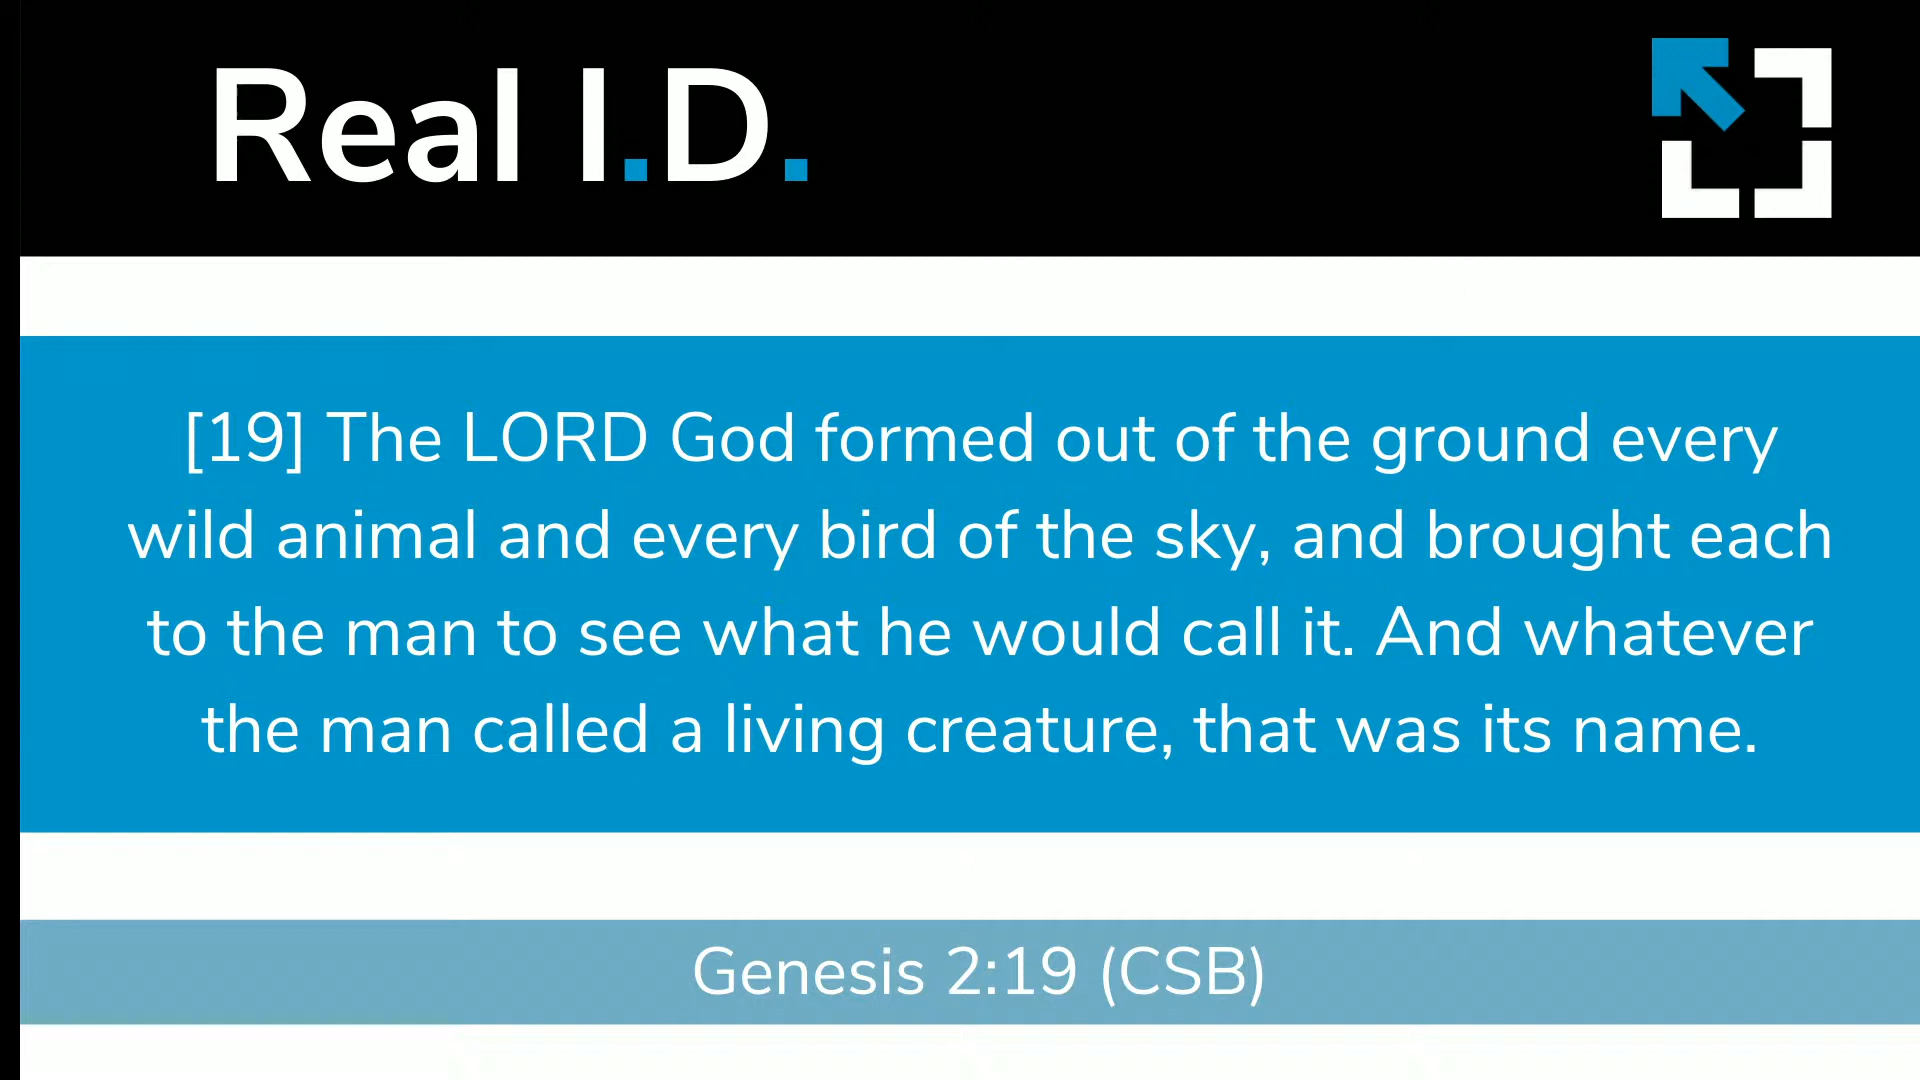 Real I.D.
[19] The LORD God formed out of the ground every
wild animal and every bird of the sky, and brought each
to the man to see what he would call it. And whatever
the man called a living creature, that was its name.
Genesis 2:19 (CSB)